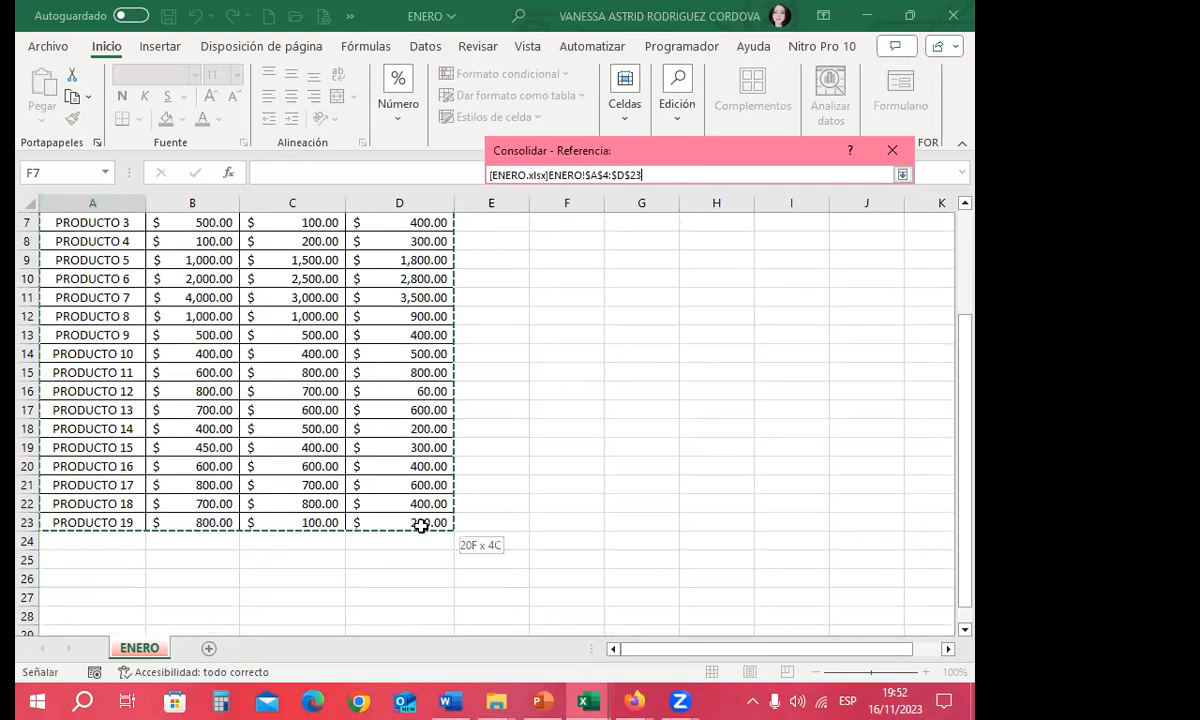 Autoguardado
ENERO
VANESSA ASTRID RODRIGUEZ CORDOVA
Archivo Inicio Insertar Disposición de página Fórmulas Datos Revisar Vista Automatizar Programador Ayuda Nitro Pro 10
Pegar
Portapapeles
N K S
Fuente
Alineación
%
Número
Formato condicional
Dar formato como tabla
Estilos de celda
Celdas
Edición
Complementos
Analizar datos
Formulario
FOR
Consolidar - Referencia: ?
[ENERO.xlsx]ENERO!$A$4:$D$23
F7 fx
A B C D E F G H I J K
7 PRODUCTO 3 $ 500.00 $ 100.00 $ 400.00
8 PRODUCTO 4 $ 100.00 $ 200.00 $ 300.00
9 PRODUCTO 5 $ 1,000.00 $ 1,500.00 $ 1,800.00
10 PRODUCTO 6 $ 2,000.00 $ 2,500.00 $ 2,800.00
11 PRODUCTO 7 $ 4,000.00 $ 3,000.00 $ 3,500.00
12 PRODUCTO 8 $ 1,000.00 $ 1,000.00 $ 900.00
13 PRODUCTO 9 $ 500.00 $ 500.00 $ 400.00
14 PRODUCTO 10 $ 400.00 $ 400.00 $ 500.00
15 PRODUCTO 11 $ 600.00 $ 800.00 $ 800.00
16 PRODUCTO 12 $ 800.00 $ 700.00 $ 60.00
17 PRODUCTO 13 $ 700.00 $ 600.00 $ 600.00
18 PRODUCTO 14 $ 400.00 $ 500.00 $ 200.00
19 PRODUCTO 15 $ 450.00 $ 400.00 $ 300.00
20 PRODUCTO 16 $ 600.00 $ 600.00 $ 400.00
21 PRODUCTO 17 $ 800.00 $ 700.00 $ 600.00
22 PRODUCTO 18 $ 700.00 $ 800.00 $ 400.00
23 PRODUCTO 19 $ 800.00 $ 100.00 $
24
20F x 4C
25
26
27
28
ENERO
Señalar
Accesibilidad: todo correcto
100%
ESP
19:52
16/11/2023